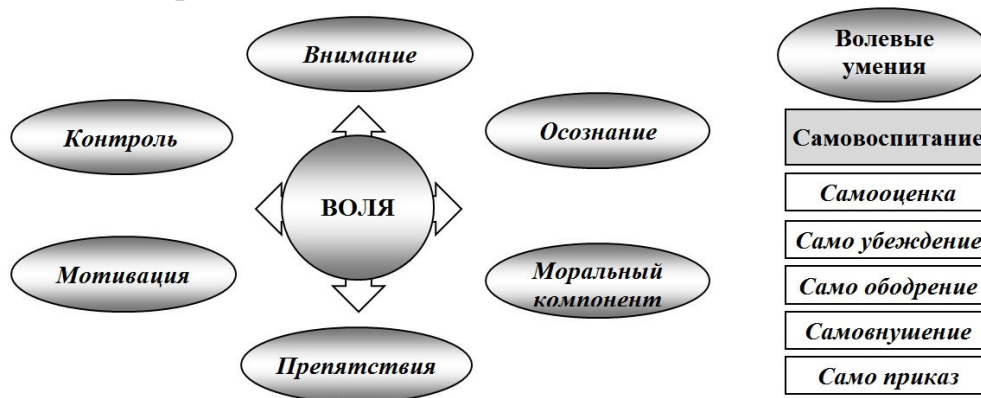 Внимание
Контроль
Осознание
ВОЛЯ
Мотивация
Моральный
компонент
Препятствия
Волевые
умения
Самовоспитание
Самооценка
Само убеждение
Само ободрение
Самовнушение
Само приказ